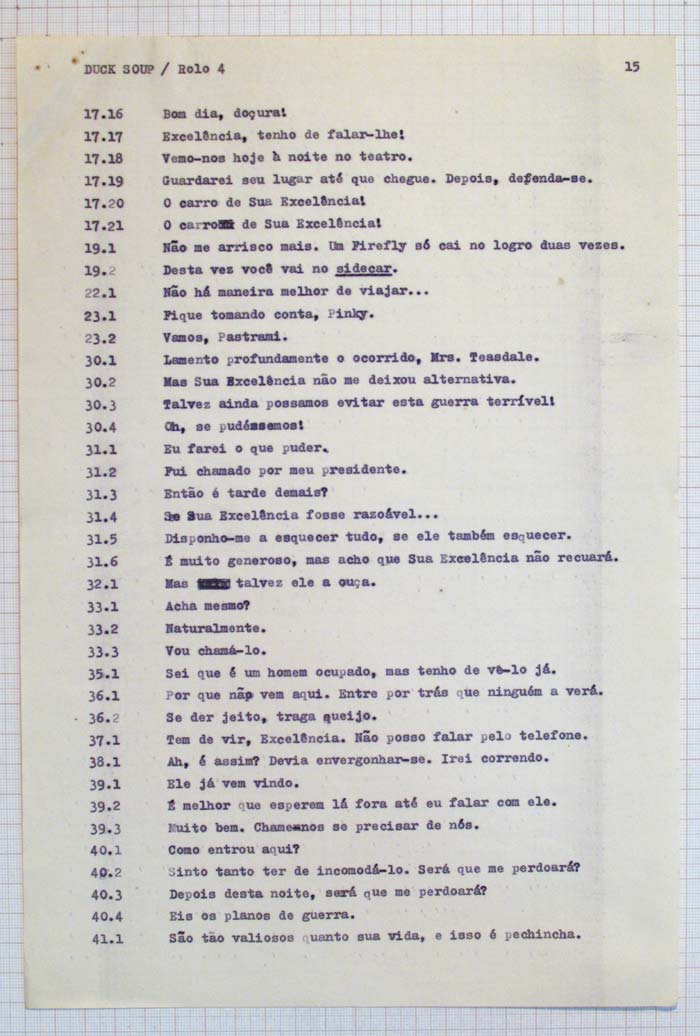 DUCK SOUP / Rolo 4 15
17.16 Bom dia, doçura!
17.17 Excelência, tenho de falar-lhe!
17.18 Vemo-nos hoje à noite no teatro.
17.19 Guardarei seu lugar até que chegue. Depois, defenda-se.
17.20 O carro de Sua Excelência!
17.21 O carro de Sua Excelência!
19.1 Não me arrisco mais. Um Firefly só cai no logro duas vezes.
19.2 Desta vez você vai no sidecar.
22.1 Não há maneira melhor de viajar...
23.1 Fique tomando conta, Pinky.
23.2 Vamos, Pastrami.
30.1 Lamento profundamente o ocorrido, Mrs. Teasdale.
30.2 Mas Sua Excelência não me deixou alternativa.
30.3 Talvez ainda possamos evitar esta guerra terrível!
30.4 Oh, se pudéssemos!
31.1 Eu farei o que puder.
31.2 Fui chamado por meu presidente.
31.3 Então é tarde demais?
31.4 Se Sua Excelência fosse razoável...
31.5 Disponho-me a esquecer tudo, se ele também esquecer.
31.6 É muito generoso, mas acho que Sua Excelência não recuará.
32.1 Mas talvez ele a ouça.
33.1 Acha mesmo?
33.2 Naturalmente.
33.3 Vou chamá-lo.
35.1 Sei que é um homem ocupado, mas tenho de vê-lo já.
36.1 Por que não vem aqui. Entre por trás que ninguém a verá.
36.2 Se der jeito, traga queijo.
37.1 Tem de vir, Excelência. Não posso falar pelo telefone.
38.1 Ah, é assim? Devia envergonhar-se. Irei correndo.
39.1 Ele já vem vindo.
39.2 É melhor que esperem lá fora até eu falar com ele.
39.3 Muito bem. Chame-nos se precisar de nós.
40.1 Como entrou aqui?
40.2 Sinto tanto ter de incomodá-lo. Será que me perdoará?
40.3 Depois desta noite, será que me perdoará?
40.4 Eis os planos de guerra.
41.1 São tão valiosos quanto sua vida, e isso é pechincha.